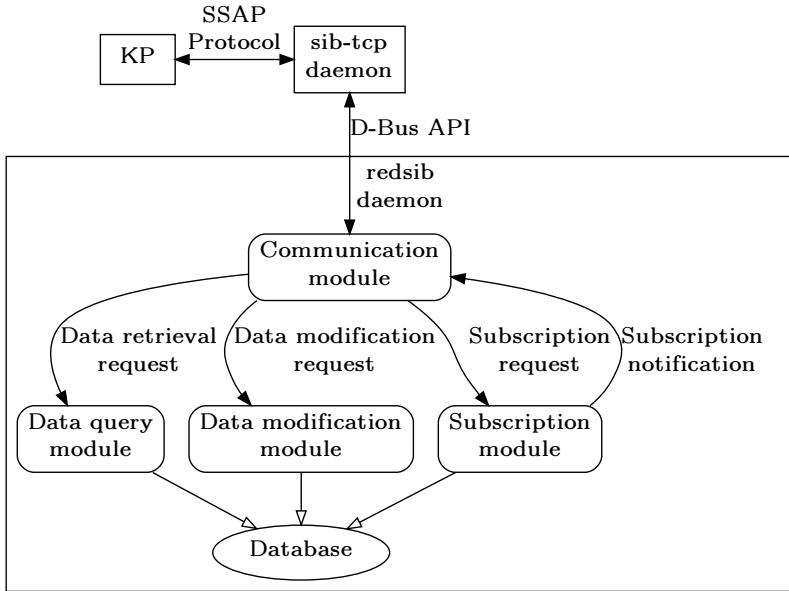 SSAP
Protocol
KP
sib-tcp
daemon
D-Bus API
redsib
daemon
Communication
module
Data retrieval
request
Data modification
request
Subscription
request
Subscription
notification
Data query
module
Data modification
module
Subscription
module
Database